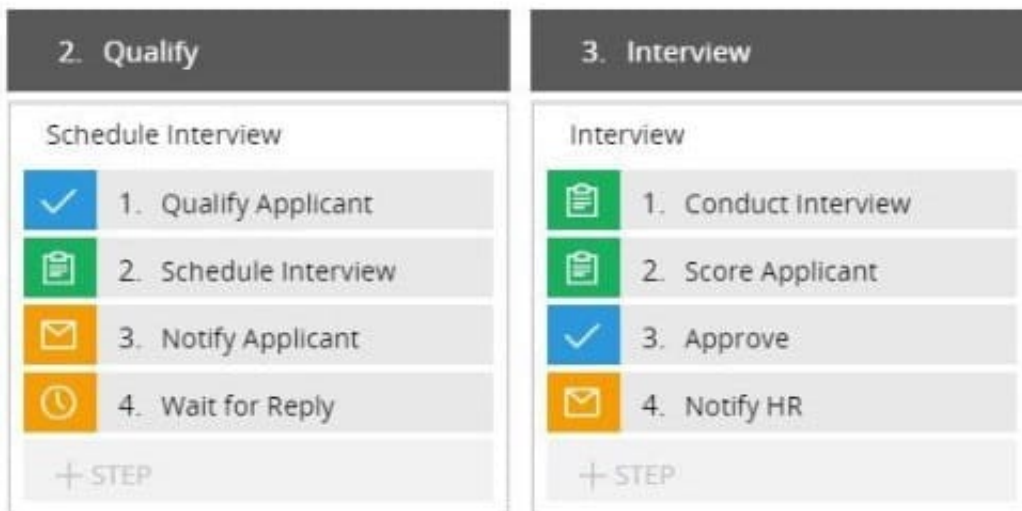 2. Qualify
Schedule Interview
1. Qualify Applicant
2. Schedule Interview
3. Notify Applicant
4. Wait for Reply
+ STEP
3. Interview
Interview
1. Conduct Interview
2. Score Applicant
3. Approve
4. Notify HR
+ STEP